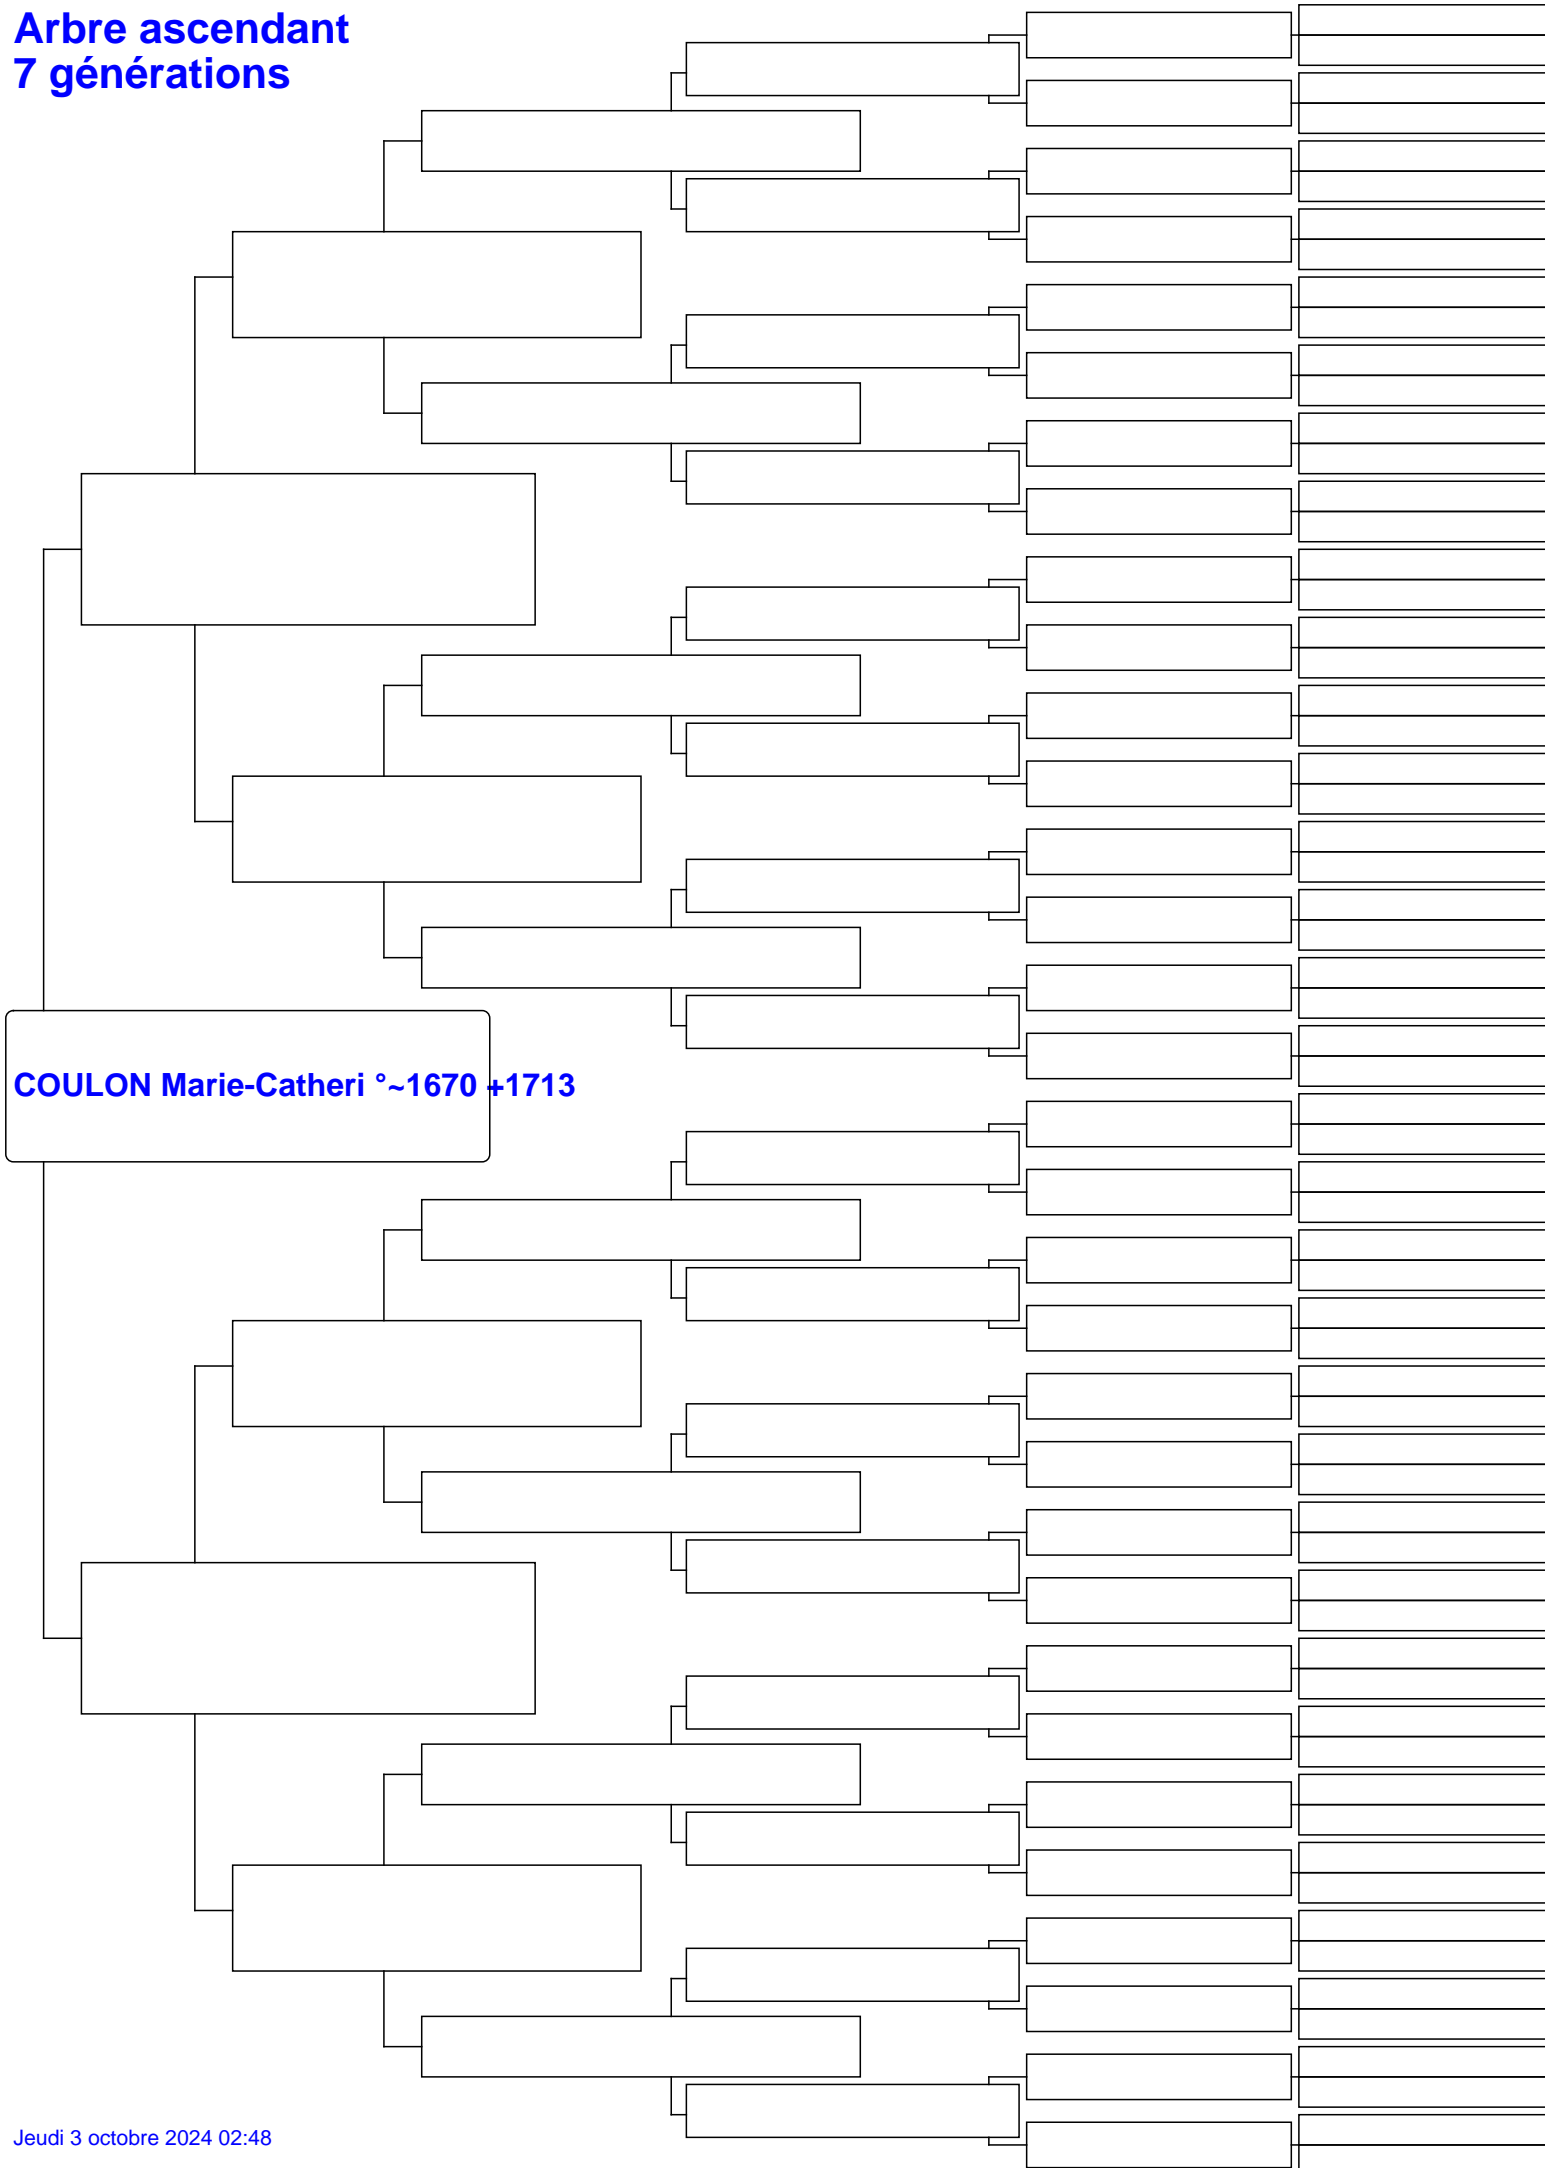 Arbre ascendant
7 générations
COULON Marie-Catheri °~1670 +1713
Jeudi 3 octobre 2024 02:48